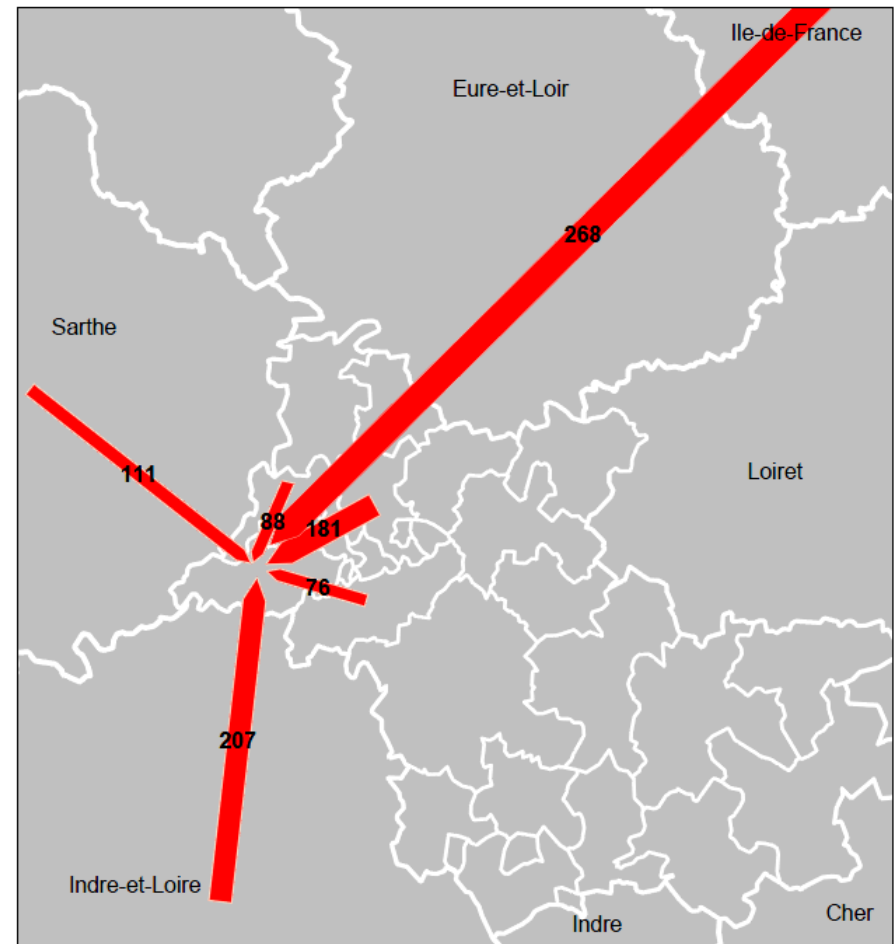 Ile-de-France
Eure-et-Loir
268
Sarthe
111
Loiret
88
181
76
207
Indre-et-Loire
Cher
Indre